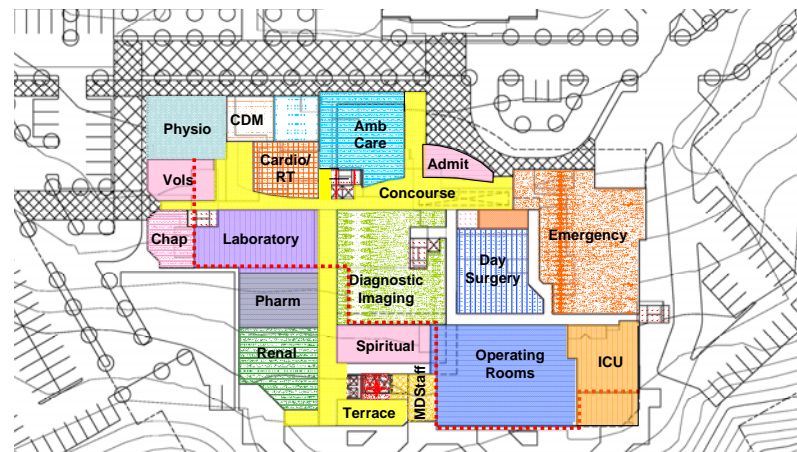 Physio
CDM
Amb
Care
Cardio/
RT
Admit
Vols
Concourse
Chap
Laboratory
Emergency
Day
Surgery
Diagnostic
Imaging
Pharm
Renal
Spiritual
Operating
Rooms
ICU
MDStaff
Terrace